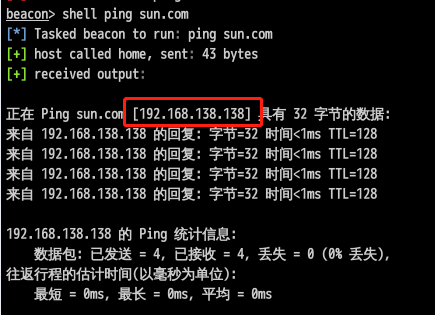 beacon> shell ping sun.com
[*] Tasked beacon to run: ping sun.com
[+] host called home, sent: 43 bytes
[+] received output:
正在 Ping sun.com [192.168.138.138] 具有 32 字节的数据:
来自 192.168.138.138 的回复: 字节=32 时间<1ms TTL=128
来自 192.168.138.138 的回复: 字节=32 时间<1ms TTL=128
来自 192.168.138.138 的回复: 字节=32 时间<1ms TTL=128
来自 192.168.138.138 的回复: 字节=32 时间<1ms TTL=128
192.168.138.138 的 Ping 统计信息:
数据包: 已发送 = 4, 已接收 = 4, 丢失 = 0 (0% 丢失),
往返行程的估计时间(以毫秒为单位):
最短 = 0ms, 最长 = 0ms, 平均 = 0ms